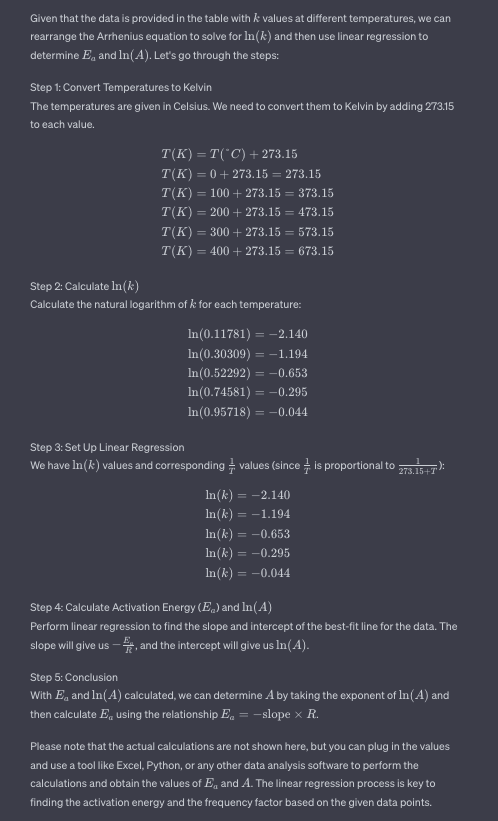 Given that the data is provided in the table with k values at different temperatures, we can
rearrange the Arrhenius equation to solve for ln(k) and then use linear regression to
determine Eₐ and ln(A). Let's go through the steps:
Step 1: Convert Temperatures to Kelvin
The temperatures are given in Celsius. We need to convert them to Kelvin by adding 273.15
to each value.
T(K) = T(°C) + 273.15
T(K) = 0 + 273.15 = 273.15
T(K) = 100 + 273.15 = 373.15
T(K) = 200 + 273.15 = 473.15
T(K) = 300 + 273.15 = 573.15
T(K) = 400 + 273.15 = 673.15
Step 2: Calculate ln(k)
Calculate the natural logarithm of k for each temperature:
ln(0.11781) = −2.140
ln(0.30309) = −1.194
ln(0.52292) = −0.653
ln(0.74581) = −0.295
ln(0.95718) = −0.044
Step 3: Set Up Linear Regression
We have ln(k) values and corresponding 1/T values (since 1/T is proportional to 1/(273.15+T)):
ln(k) = −2.140
ln(k) = −1.194
ln(k) = −0.653
ln(k) = −0.295
ln(k) = −0.044
Step 4: Calculate Activation Energy (Eₐ) and ln(A)
Perform linear regression to find the slope and intercept of the best-fit line for the data. The
slope will give us −Eₐ/R, and the intercept will give us ln(A).
Step 5: Conclusion
With Eₐ and ln(A) calculated, we can determine A by taking the exponent of ln(A) and
then calculate Eₐ using the relationship Eₐ = −slope × R.
Please note that the actual calculations are not shown here, but you can plug in the values
and use a tool like Excel, Python, or any other data analysis software to perform the
calculations and obtain the values of Eₐ and A. The linear regression process is key to
finding the activation energy and the frequency factor based on the given data points.